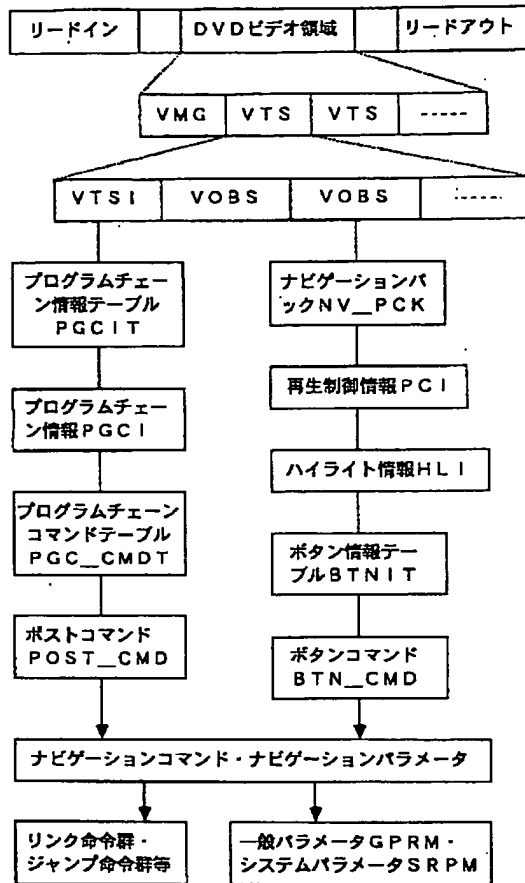 リードイン
DVDビデオ領域
リードアウト
VMG
VTS
VTS
-----
VTSI
VOBS
VOBS
-----
プログラムチェー
ン情報テーブル
PGCIT
プログラムチェー
ン情報PGCI
プログラムチェーン
コマンドテーブル
PGC__CMDT
ポストコマンド
POST__CMD
ナビゲーションパ
ックNV__PCK
再生制御情報PCI
ハイライト情報HLI
ボタン情報テー
ブルBTNIT
ボタンコマンド
BTN__CMD
ナビゲーションコマンド・ナビゲーションパラメータ
リンク命令群・
ジャンプ命令群等
一般パラメータGPRM・
システムパラメータSRPM